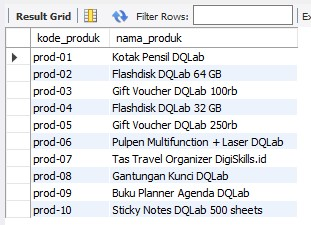 Result Grid Filter Rows: Ex
kode_produk nama_produk
prod-01 Kotak Pensil DQLab
prod-02 Flashdisk DQLab 64 GB
prod-03 Gift Voucher DQLab 100rb
prod-04 Flashdisk DQLab 32 GB
prod-05 Gift Voucher DQLab 250rb
prod-06 Pulpen Multifunction + Laser DQLab
prod-07 Tas Travel Organizer DigiSkills.id
prod-08 Gantungan Kunci DQLab
prod-09 Buku Planner Agenda DQLab
prod-10 Sticky Notes DQLab 500 sheets